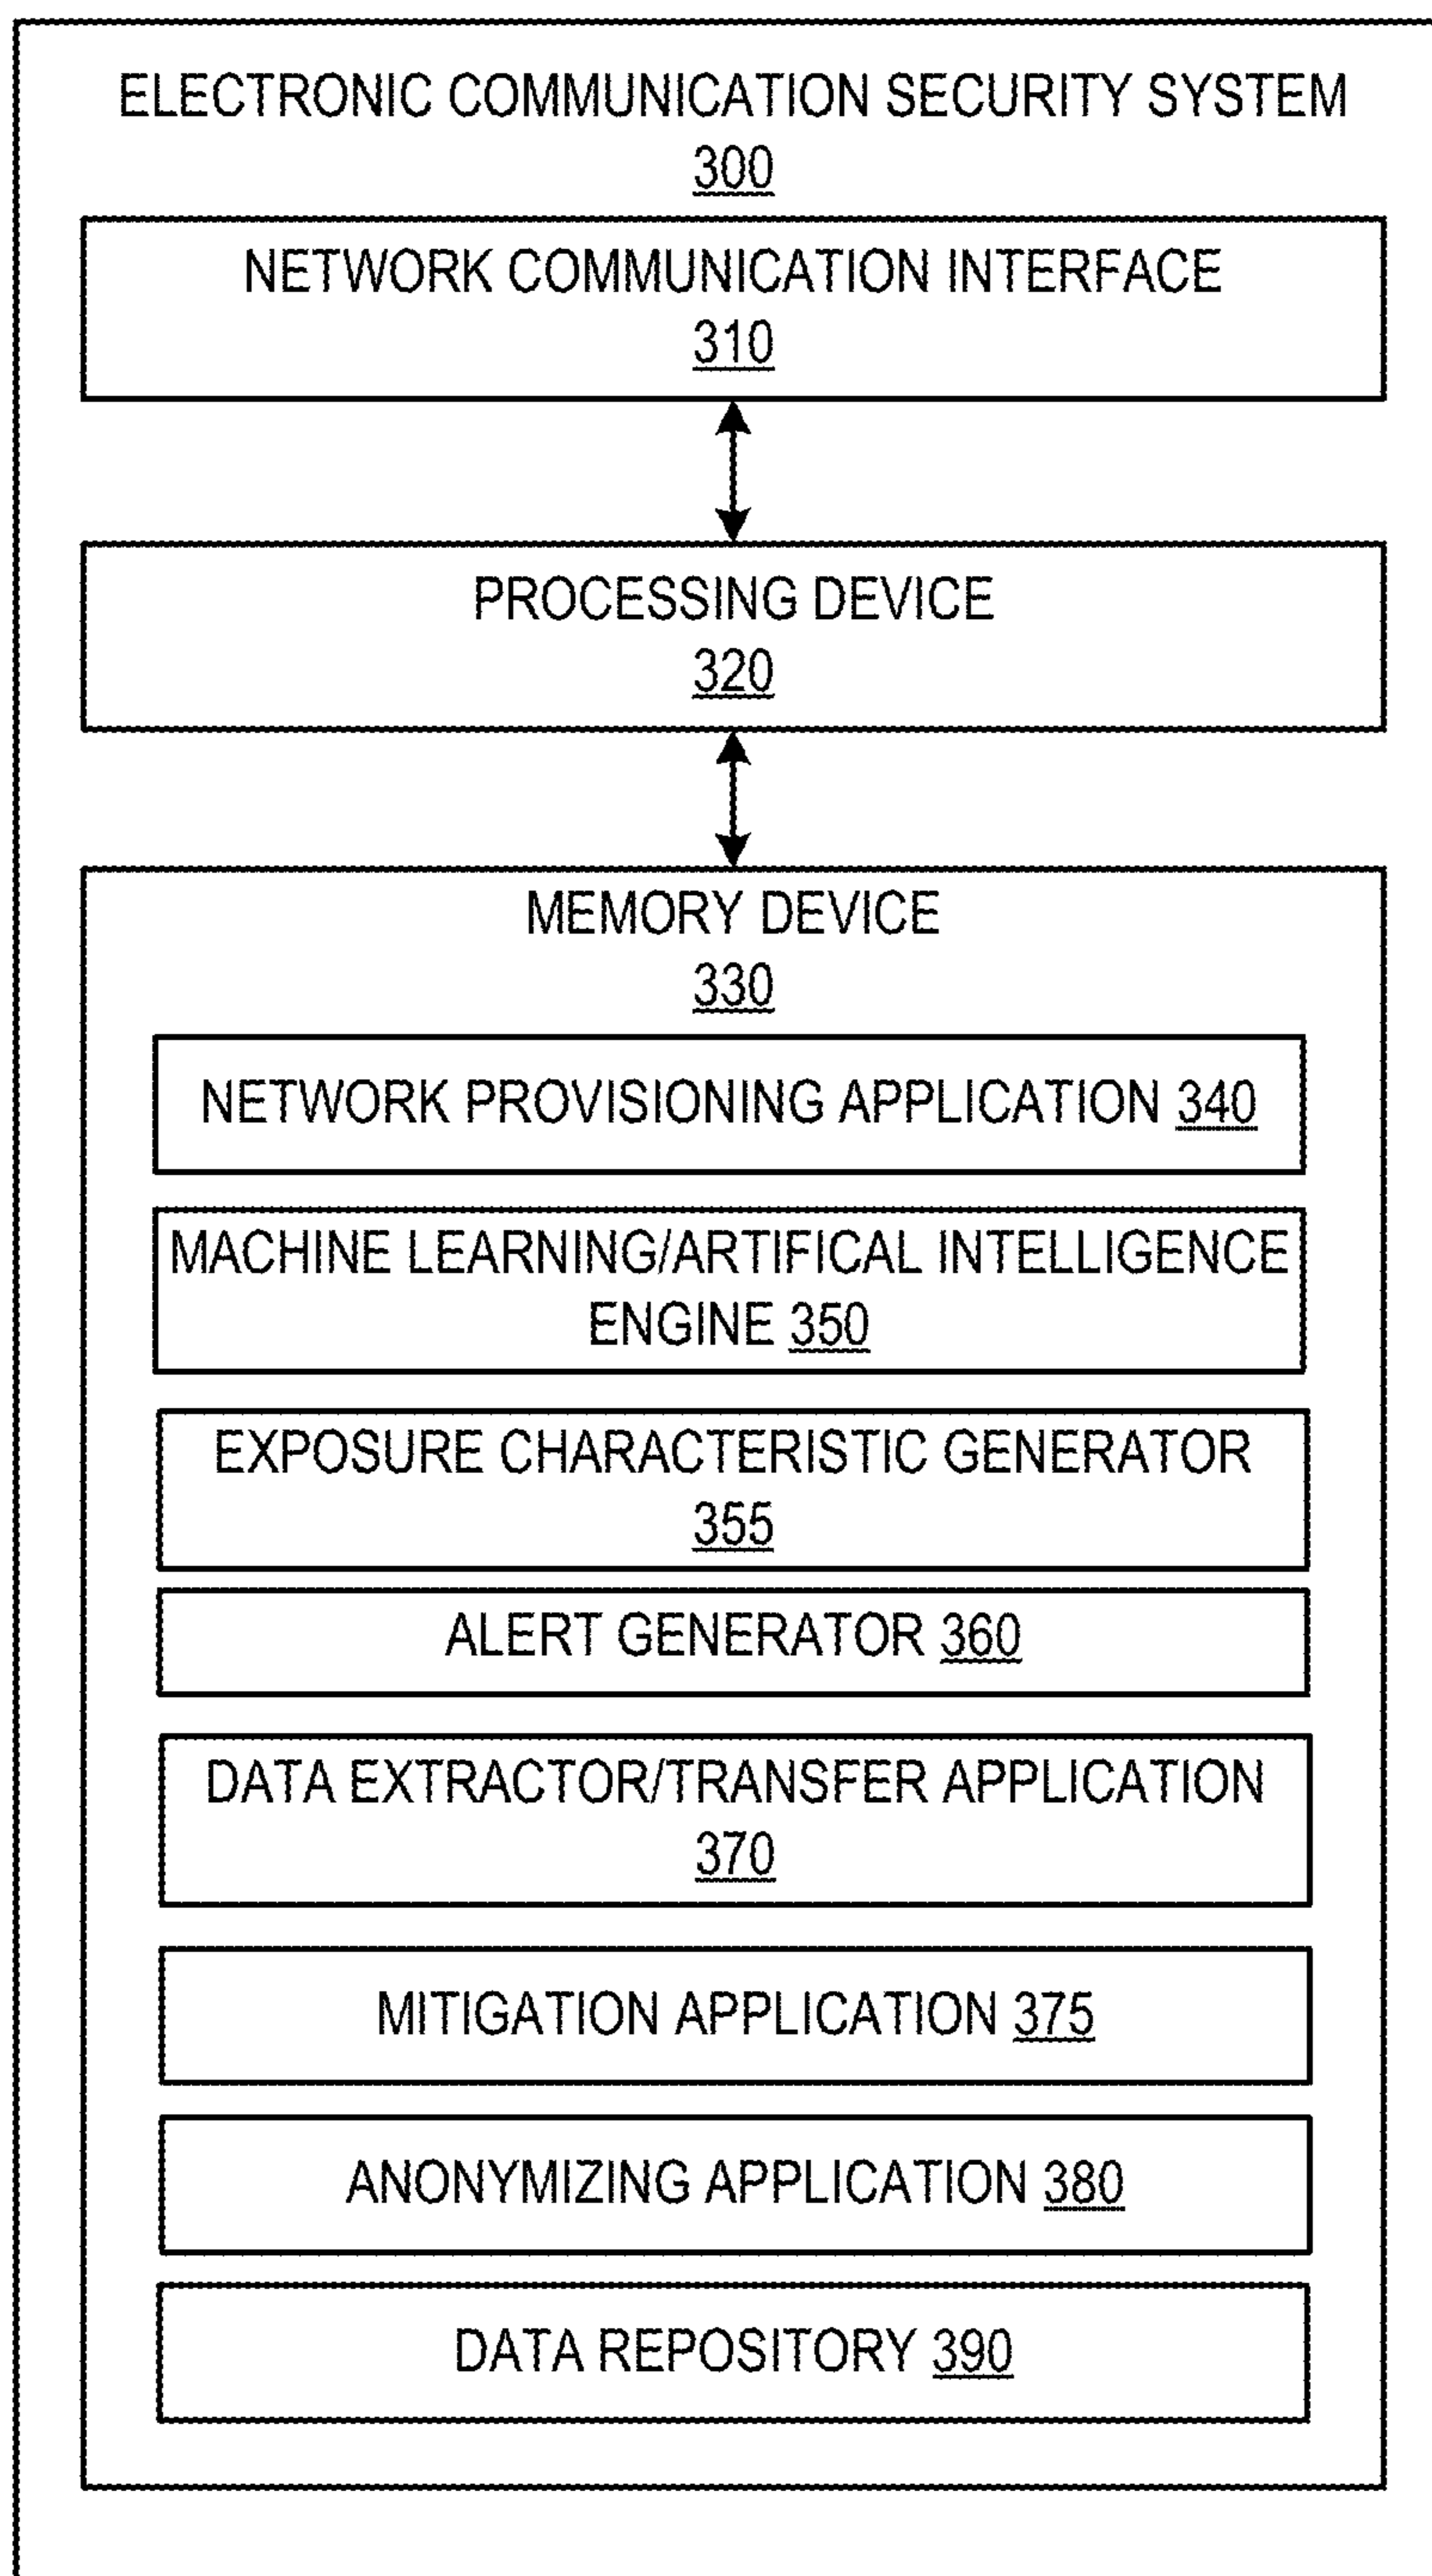 ELECTRONIC COMMUNICATION SECURITY SYSTEM
300
NETWORK COMMUNICATION INTERFACE
310
PROCESSING DEVICE
320
MEMORY DEVICE
330
NETWORK PROVISIONING APPLICATION 340
MACHINE LEARNING/ARTIFICAL INTELLIGENCE
ENGINE 350
EXPOSURE CHARACTERISTIC GENERATOR
355
ALERT GENERATOR 360
DATA EXTRACTOR/TRANSFER APPLICATION
370
MITIGATION APPLICATION 375
ANONYMIZING APPLICATION 380
DATA REPOSITORY 390